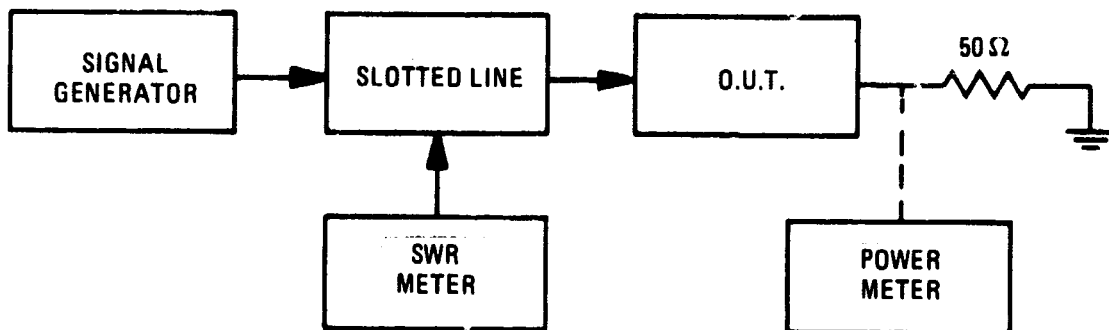 SIGNAL
GENERATOR
SLOTTED LINE
O.U.T.
50 Ω
SWR
METER
POWER
METER